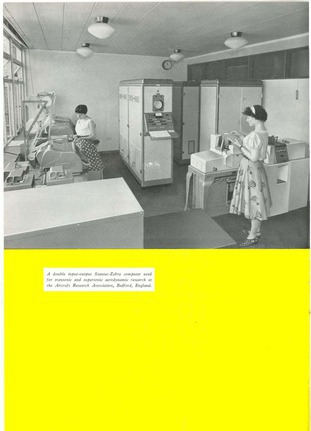 A double input-output Stantec-Zebra computer used
for transonic and supersonic aerodynamic research at
the Aircraft Research Association, Bedford, England.